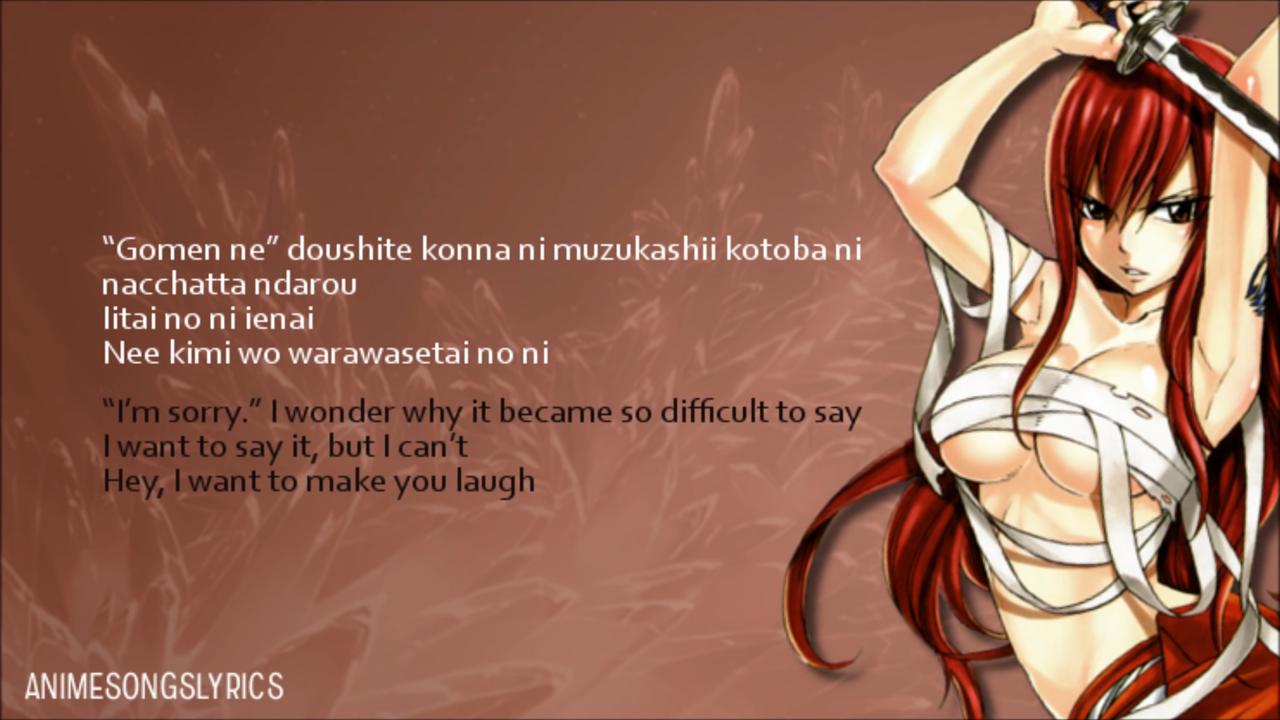 “Gomen ne” doushite konna ni muzukashii kotoba ni
nacchatta ndarou
Iitai no ni ienai
Nee kimi wo warawasetai no ni
“I’m sorry.” I wonder why it became so difficult to say
I want to say it, but I can’t
Hey, I want to make you laugh
ANIMESONGSLYRICS